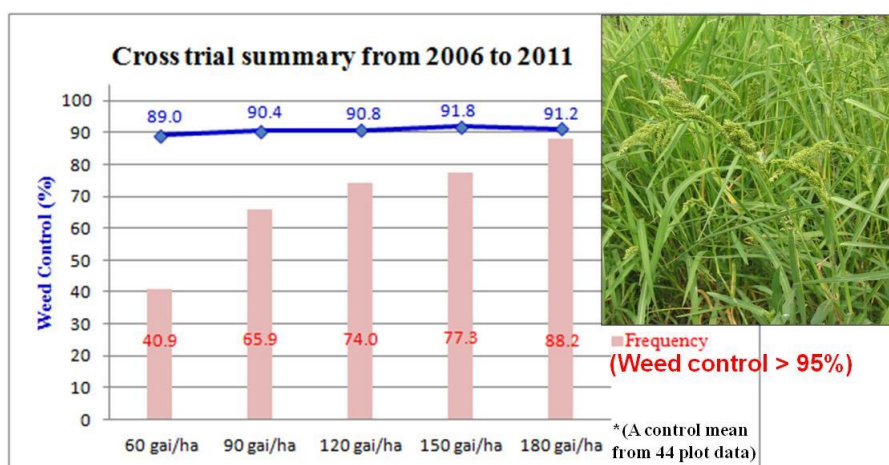 Cross trial summary from 2006 to 2011
Weed Control (%)
100
90
80
70
60
50
40
30
20
10
0
89.0 90.4 90.8 91.8 91.2
40.9 65.9 74.0 77.3 88.2
60 gai/ha 90 gai/ha 120 gai/ha 150 gai/ha 180 gai/ha
Frequency
(Weed control > 95%)
*(A control mean
from 44 plot data)